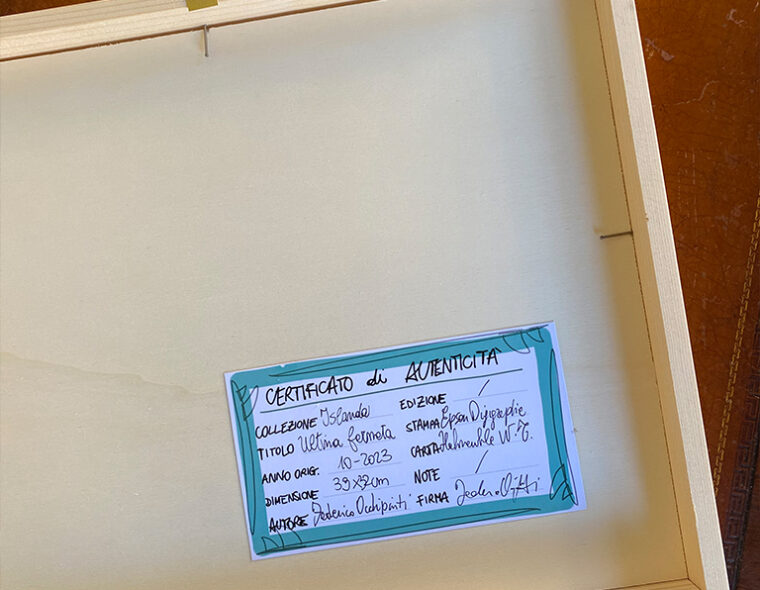 CERTIFICATO di AUTENTICITÀ
COLLEZIONE Islanda
TITOLO Ultima fermata
ANNO ORIG. 10-2023
DIMENSIONE 39x32cm
AUTORE Federico Occhipinti
EDIZIONE /
STAMPA Epson Digigraphie
CARTA Hahnemühle W.T.
NOTE /
FIRMA